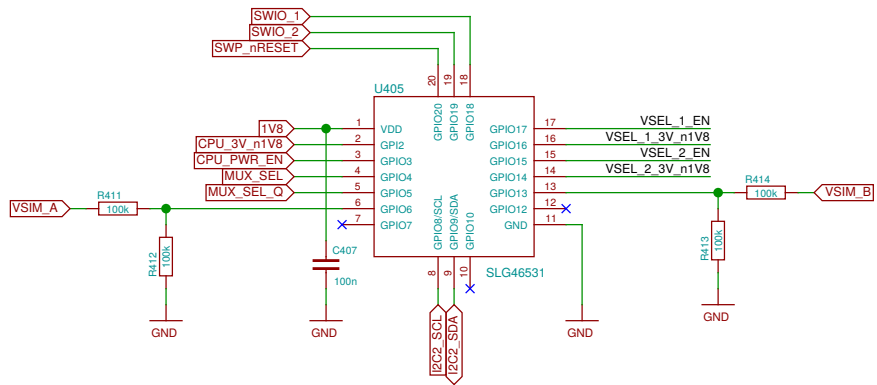 SWIO_1
SWIO_2
SWP_nRESET
20
19
18
U405
GPIO20
GPIO19
GPIO18
1V8
1
VDD
GPIO17
17
VSEL_1_EN
CPU_3V_n1V8
2
GPI2
GPIO16
16
VSEL_1_3V_n1V8
CPU_PWR_EN
3
GPIO3
GPIO15
15
VSEL_2_EN
MUX_SEL
4
GPIO4
GPIO14
14
VSEL_2_3V_n1V8
MUX_SEL_Q
5
GPIO5
GPIO13
13
R414
100k
VSIM_B
VSIM_A
R411
100k
6
GPIO6
GPIO12
12
7
GPIO7
GND
11
GPIO8/SCL
GPIO9/SDA
GPIO10
R412
100k
R413
100k
C407
100n
SLG46531
8
9
10
GND
GND
GND
GND
I2C2_SCL
I2C2_SDA